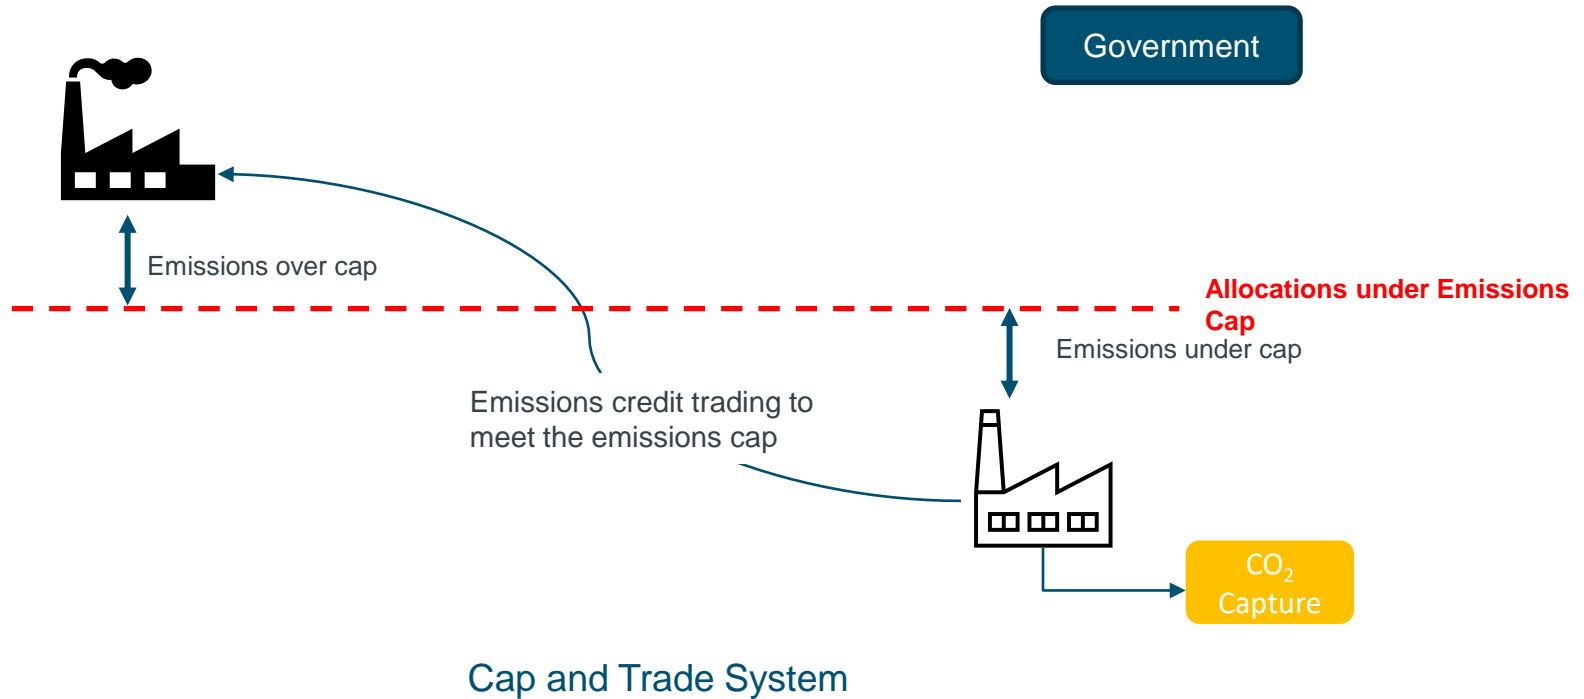 Government
Emissions over cap
Allocations under Emissions
Cap
Emissions under cap
Emissions credit trading to
meet the emissions cap
CO₂
Capture
Cap and Trade System